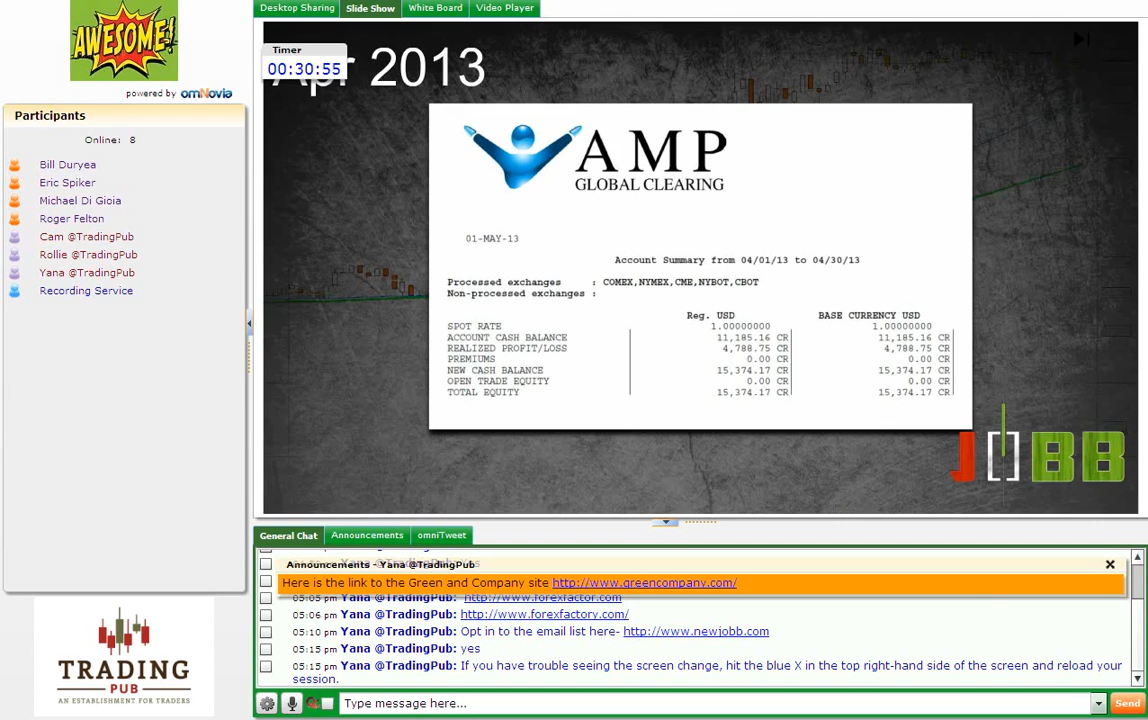 Desktop Sharing Slide Show White Board Video Player
AWESOME!
Timer
00:30:55
Apr 2013
powered by omNovia
Participants
Online: 8
Bill Duryea
Eric Spiker
Michael Di Gioia
Roger Felton
Cam @TradingPub
Rollie @TradingPub
Yana @TradingPub
Recording Service
AMP
GLOBAL CLEARING
01-MAY-13
Account Summary from 04/01/13 to 04/30/13
Processed exchanges : COMEX,NYMEX,CME,NYBOT,CBOT
Non-processed exchanges :
Reg. USD BASE CURRENCY USD
SPOT RATE 1.00000000 1.00000000
ACCOUNT CASH BALANCE 11,185.16 CR 11,185.16 CR
REALIZED PROFIT/LOSS 4,788.75 CR 4,788.75 CR
PREMIUMS 0.00 CR 0.00 CR
NEW CASH BALANCE 15,374.17 CR 15,374.17 CR
OPEN TRADE EQUITY 0.00 CR 0.00 CR
TOTAL EQUITY 15,374.17 CR 15,374.17 CR
J[]BB
General Chat Announcements omniTweet
Announcements - Yana @TradingPub
Here is the link to the Green and Company site http://www.greencompany.com/
05:05 pm Yana @TradingPub: http://www.forexfactor.com
05:06 pm Yana @TradingPub: http://www.forexfactory.com/
05:10 pm Yana @TradingPub: Opt in to the email list here- http://www.newjobb.com
05:15 pm Yana @TradingPub: yes
05:15 pm Yana @TradingPub: If you have trouble seeing the screen change, hit the blue X in the top right-hand side of the screen and reload your
session.
Type message here...
Send
TRADING
PUB
AN ESTABLISHMENT FOR TRADERS